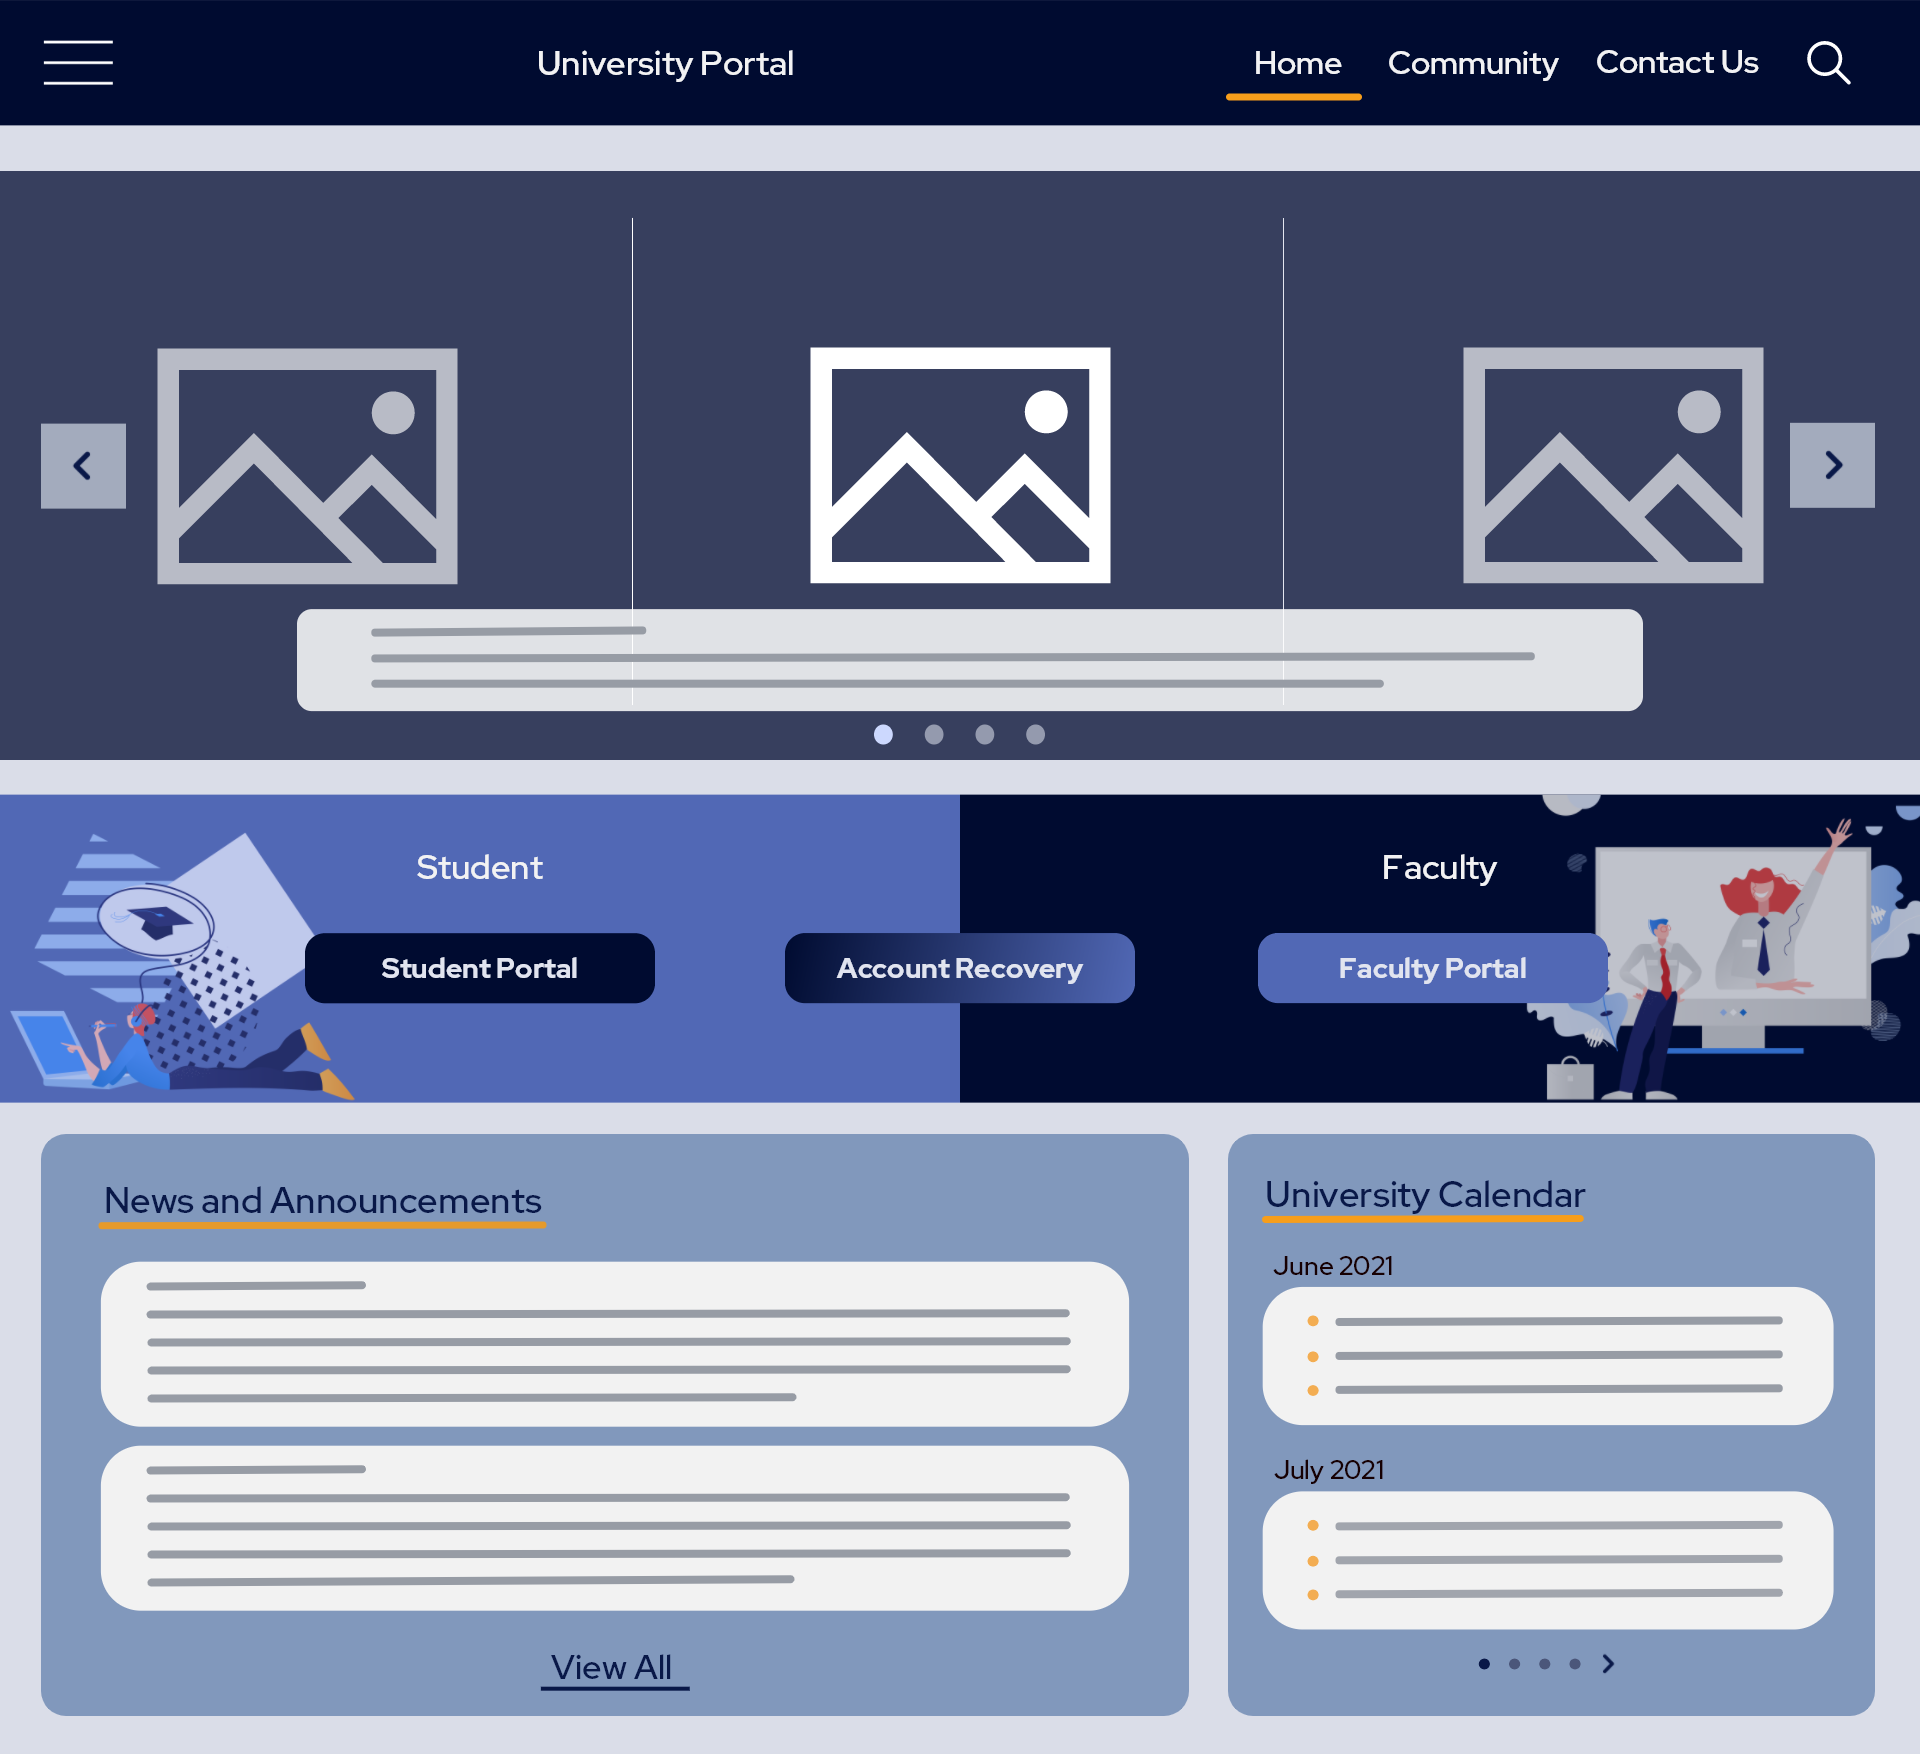 University Portal
Home
Community
Contact Us
Student
Faculty
Student Portal
Account Recovery
Faculty Portal
News and Announcements
View All
University Calendar
June 2021
July 2021